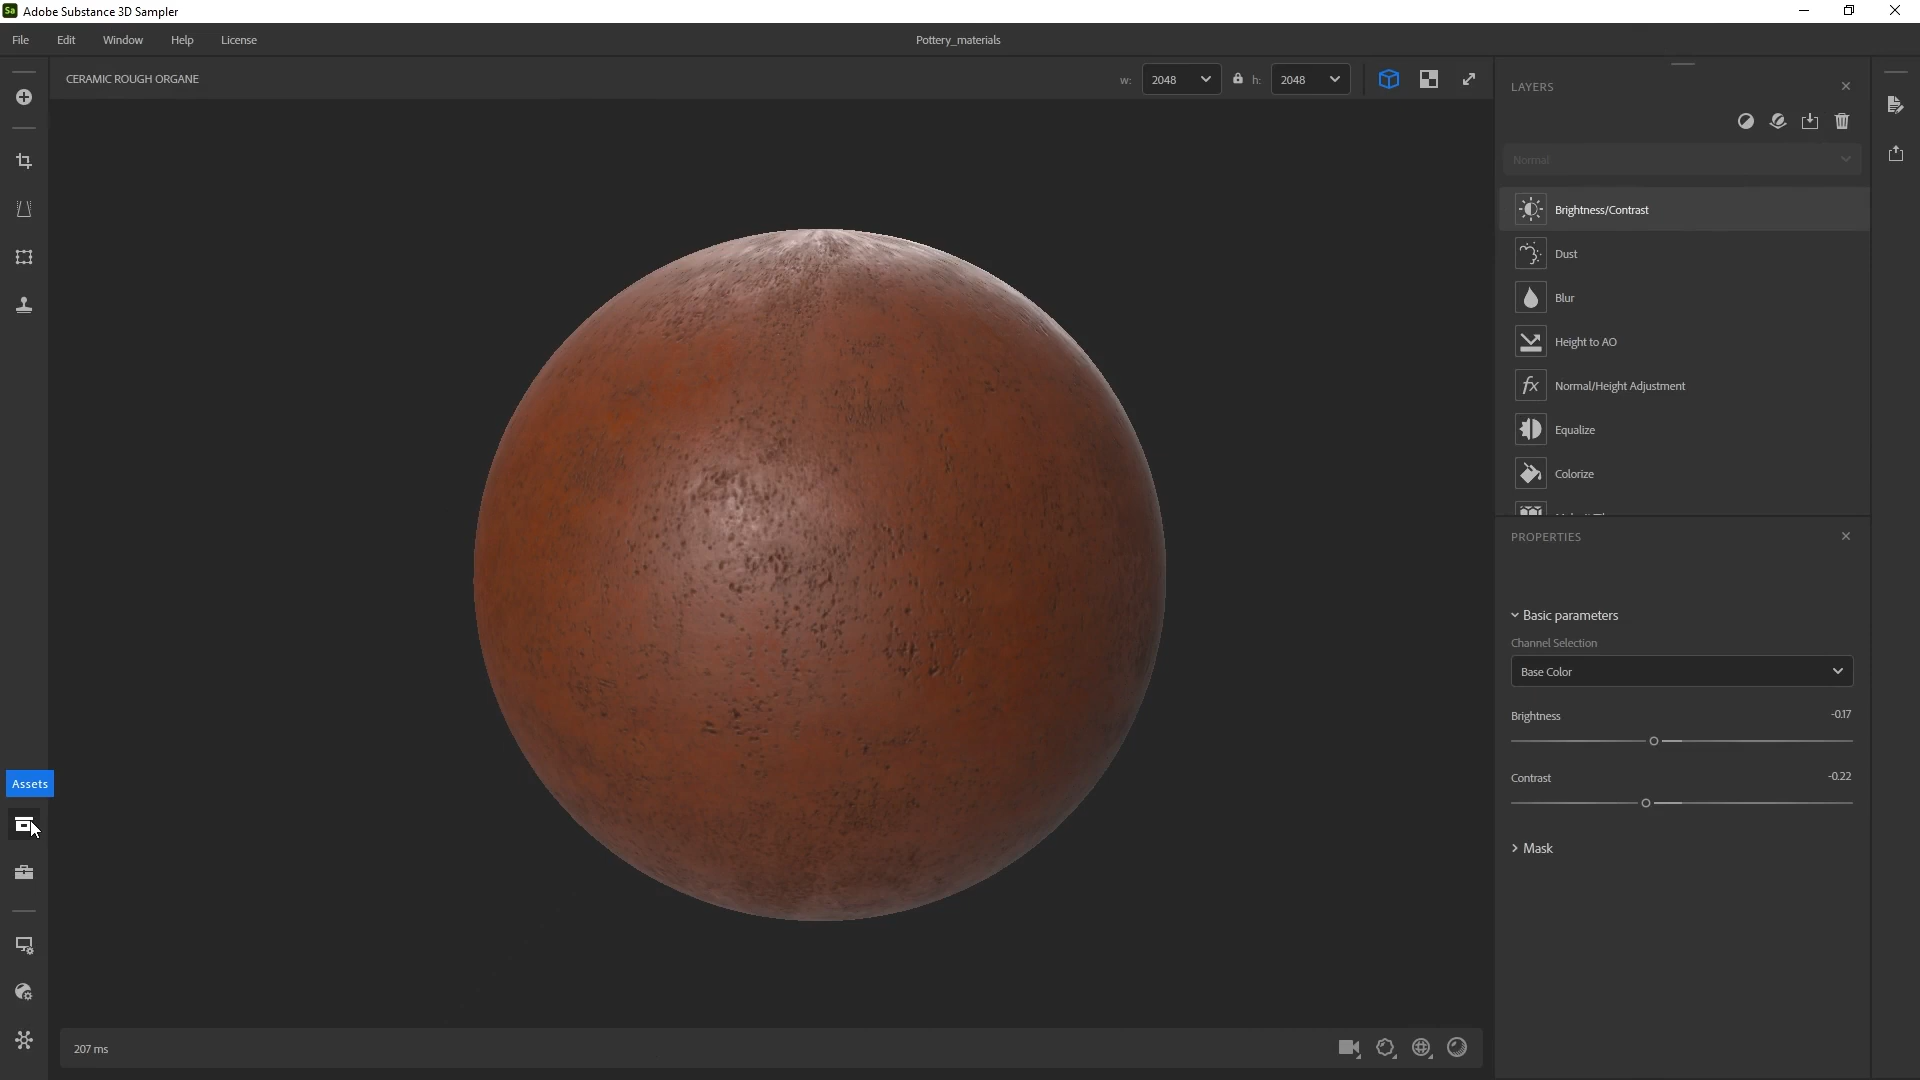 Sa Adobe Substance 3D Sampler
File Edit Window Help License
Pottery_materials
CERAMIC ROUGH ORGANE
w: 2048 h: 2048
LAYERS
Normal
Brightness/Contrast
Dust
Blur
Height to AO
fx Normal/Height Adjustment
Equalize
Colorize
PROPERTIES
Basic parameters
Channel Selection
Base Color
Brightness -0.17
Contrast -0.22
Mask
Assets
207 ms